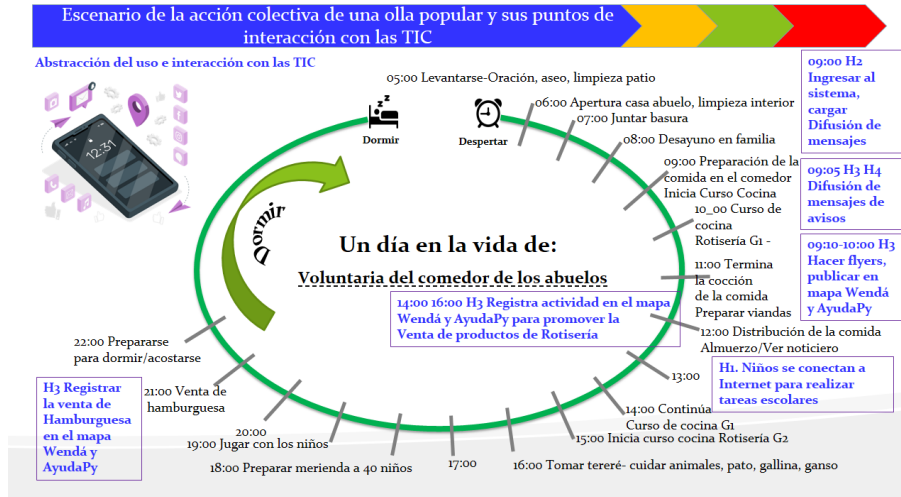 Escenario de la acción colectiva de una olla popular y sus puntos de
interacción con las TIC
Abstracción del uso e interacción con las TIC
12:31
05:00 Levantarse-Oración, aseo, limpieza patio
Dormir
Despertar
06:00 Apertura casa abuelo, limpieza interior
07:00 Juntar basura
08:00 Desayuno en familia
09:00 Preparación de la
comida en el comedor
Inicia Curso Cocina
10_00 Curso de
cocina
Rotisería G1 -
11:00 Termina
la cocción
de la comida
Preparar viandas
12:00 Distribución de la comida
Almuerzo/Ver noticiero
13:00
14:00 Continúa
Curso de cocina G1
15:00 Inicia curso cocina Rotisería G2
16:00 Tomar tereré- cuidar animales, pato, gallina, ganso
17:00
18:00 Preparar merienda a 40 niños
19:00 Jugar con los niños
20:00
21:00 Venta de
hamburguesa
22:00 Prepararse
para dormir/acostarse
Dormir
Un día en la vida de:
Voluntaria del comedor de los abuelos
14:00 16:00 H3 Registra actividad en el mapa
Wendá y AyudaPy para promover la
Venta de productos de Rotisería
09:00 H2
Ingresar al
sistema,
cargar
Difusión de
mensajes
09:05 H3 H4
Difusión de
mensajes de
avisos
09:10-10:00 H3
Hacer flyers,
publicar en
mapa Wendá
y AyudaPy
H1. Niños se conectan a
Internet para realizar
tareas escolares
H3 Registrar
la venta de
Hamburguesa
en el mapa
Wendá y
AyudaPy